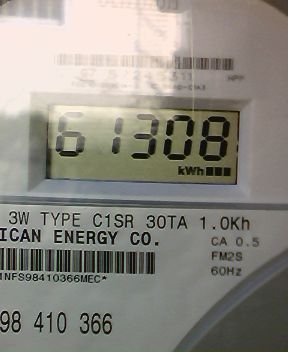 61308
kWh
3W TYPE C1SR 30TA 1.0Kh
ICAN ENERGY CO.
CA 0.5
FM2S
60Hz
1NFS98410366MEC*
98 410 366